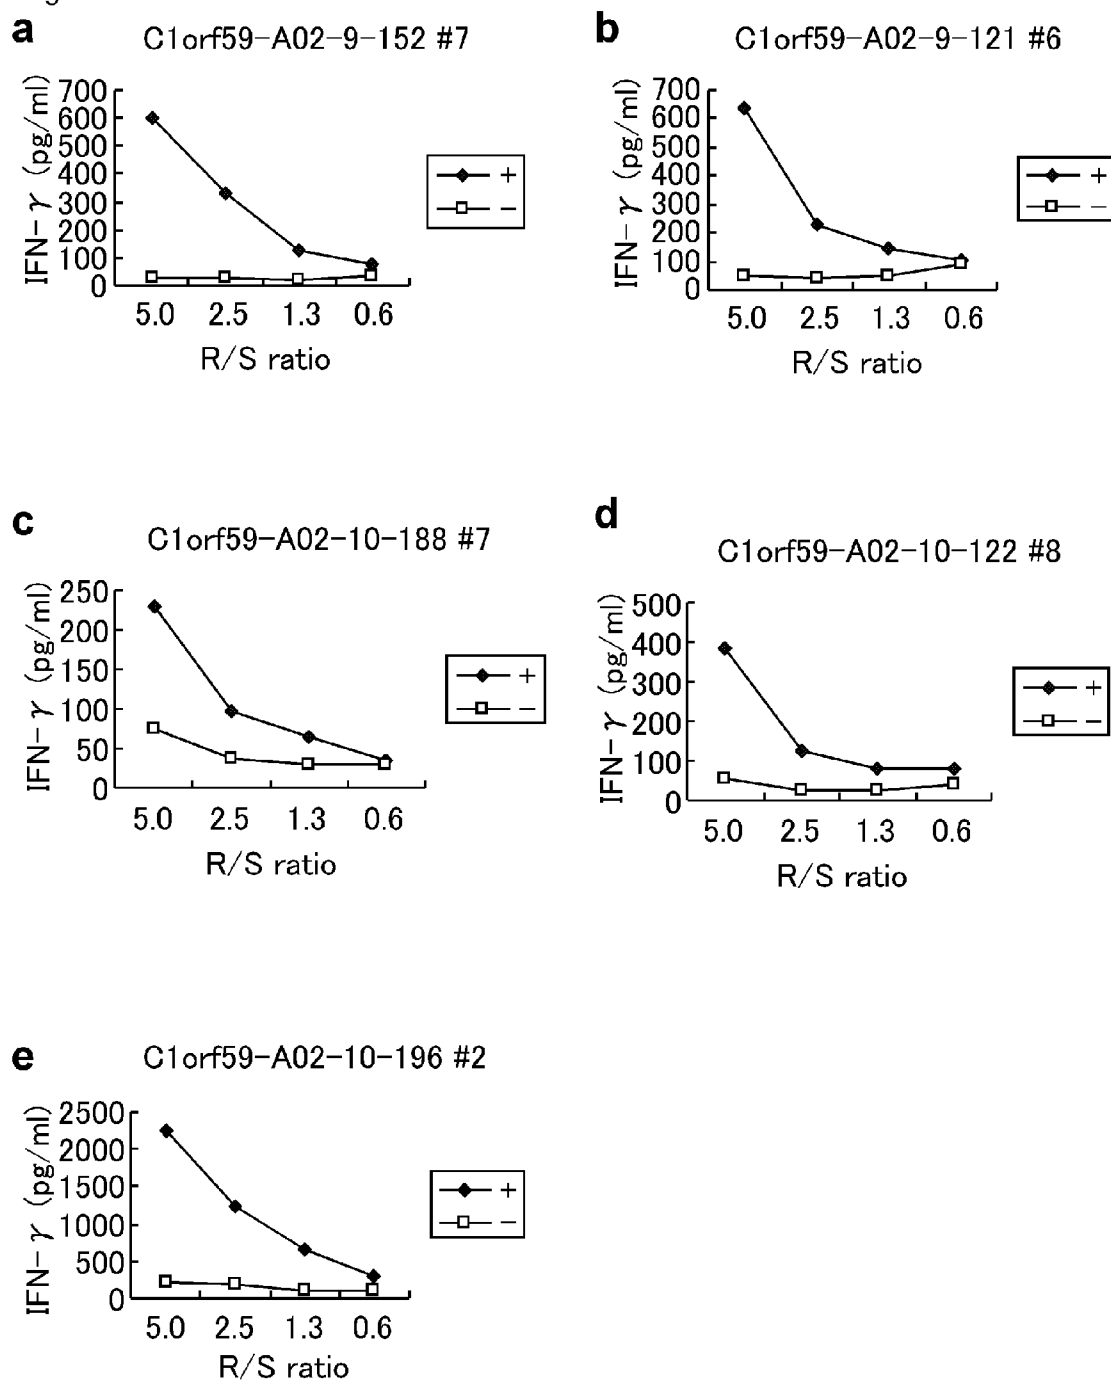 a
C1orf59-A02-9-152 #7
IFN-γ (pg/ml)
700
600
500
400
300
200
100
0
5.0 2.5 1.3 0.6
R/S ratio
+
−
b
C1orf59-A02-9-121 #6
IFN-γ (pg/ml)
700
600
500
400
300
200
100
0
5.0 2.5 1.3 0.6
R/S ratio
+
−
c
C1orf59-A02-10-188 #7
IFN-γ (pg/ml)
250
200
150
100
50
0
5.0 2.5 1.3 0.6
R/S ratio
+
−
d
C1orf59-A02-10-122 #8
IFN-γ (pg/ml)
500
400
300
200
100
0
5.0 2.5 1.3 0.6
R/S ratio
+
−
e
C1orf59-A02-10-196 #2
IFN-γ (pg/ml)
2500
2000
1500
1000
500
0
5.0 2.5 1.3 0.6
R/S ratio
+
−